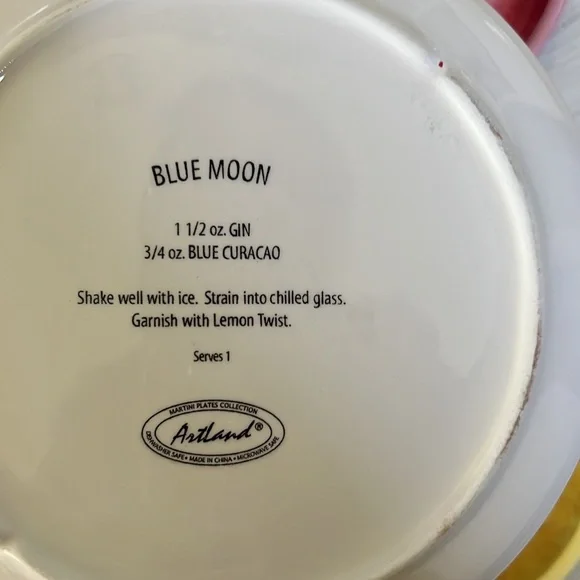 BLUE MOON
1 1/2 oz. GIN
3/4 oz. BLUE CURACAO
Shake well with ice. Strain into chilled glass.
Garnish with Lemon Twist.
Serves 1
MARTINI PLATES COLLECTION
Artland®
DISHWASHER SAFE • MADE IN CHINA • MICROWAVE SAFE